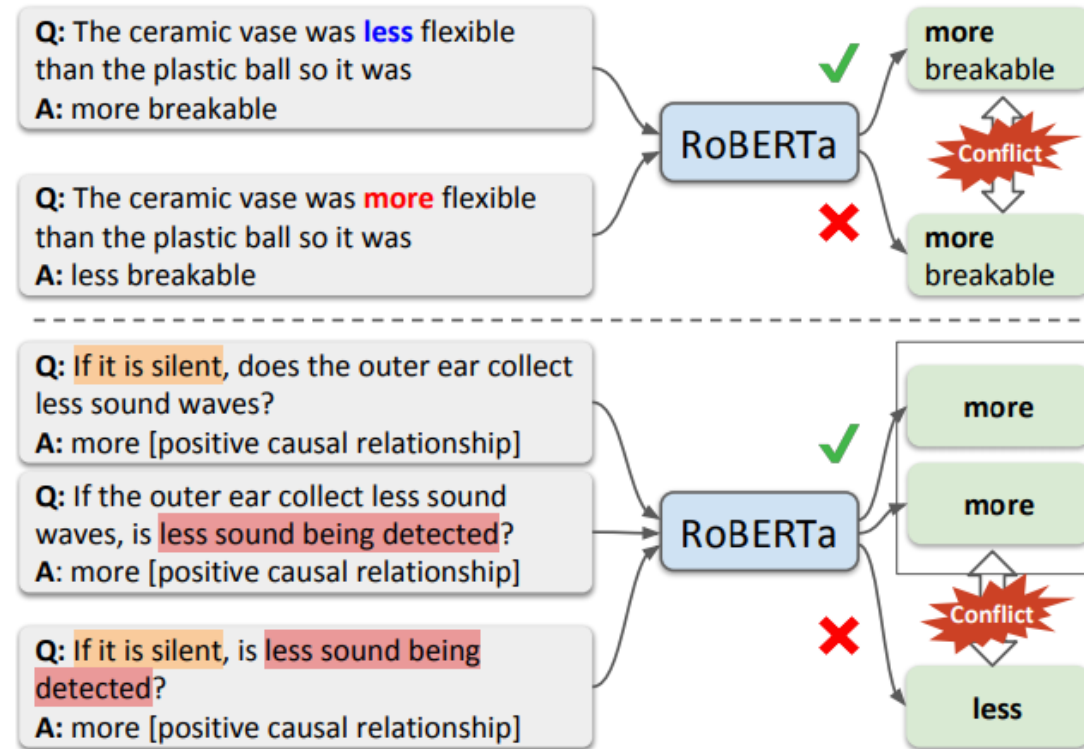 Q: The ceramic vase was less flexible
than the plastic ball so it was
A: more breakable
RoBERTa
more
breakable
Conflict
Q: The ceramic vase was more flexible
than the plastic ball so it was
A: less breakable
more
breakable
Q: If it is silent, does the outer ear collect
less sound waves?
A: more [positive causal relationship]
more
Q: If the outer ear collect less sound
waves, is less sound being detected?
A: more [positive causal relationship]
RoBERTa
more
Conflict
Q: If it is silent, is less sound being
detected?
A: more [positive causal relationship]
less